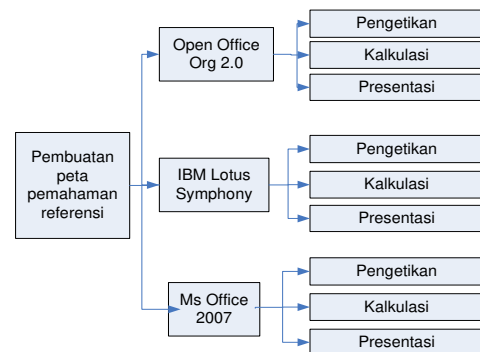 Pembuatan
peta
pemahaman
referensi
Open Office
Org 2.0
Pengetikan
Kalkulasi
Presentasi
IBM Lotus
Symphony
Pengetikan
Kalkulasi
Presentasi
Ms Office
2007
Pengetikan
Kalkulasi
Presentasi